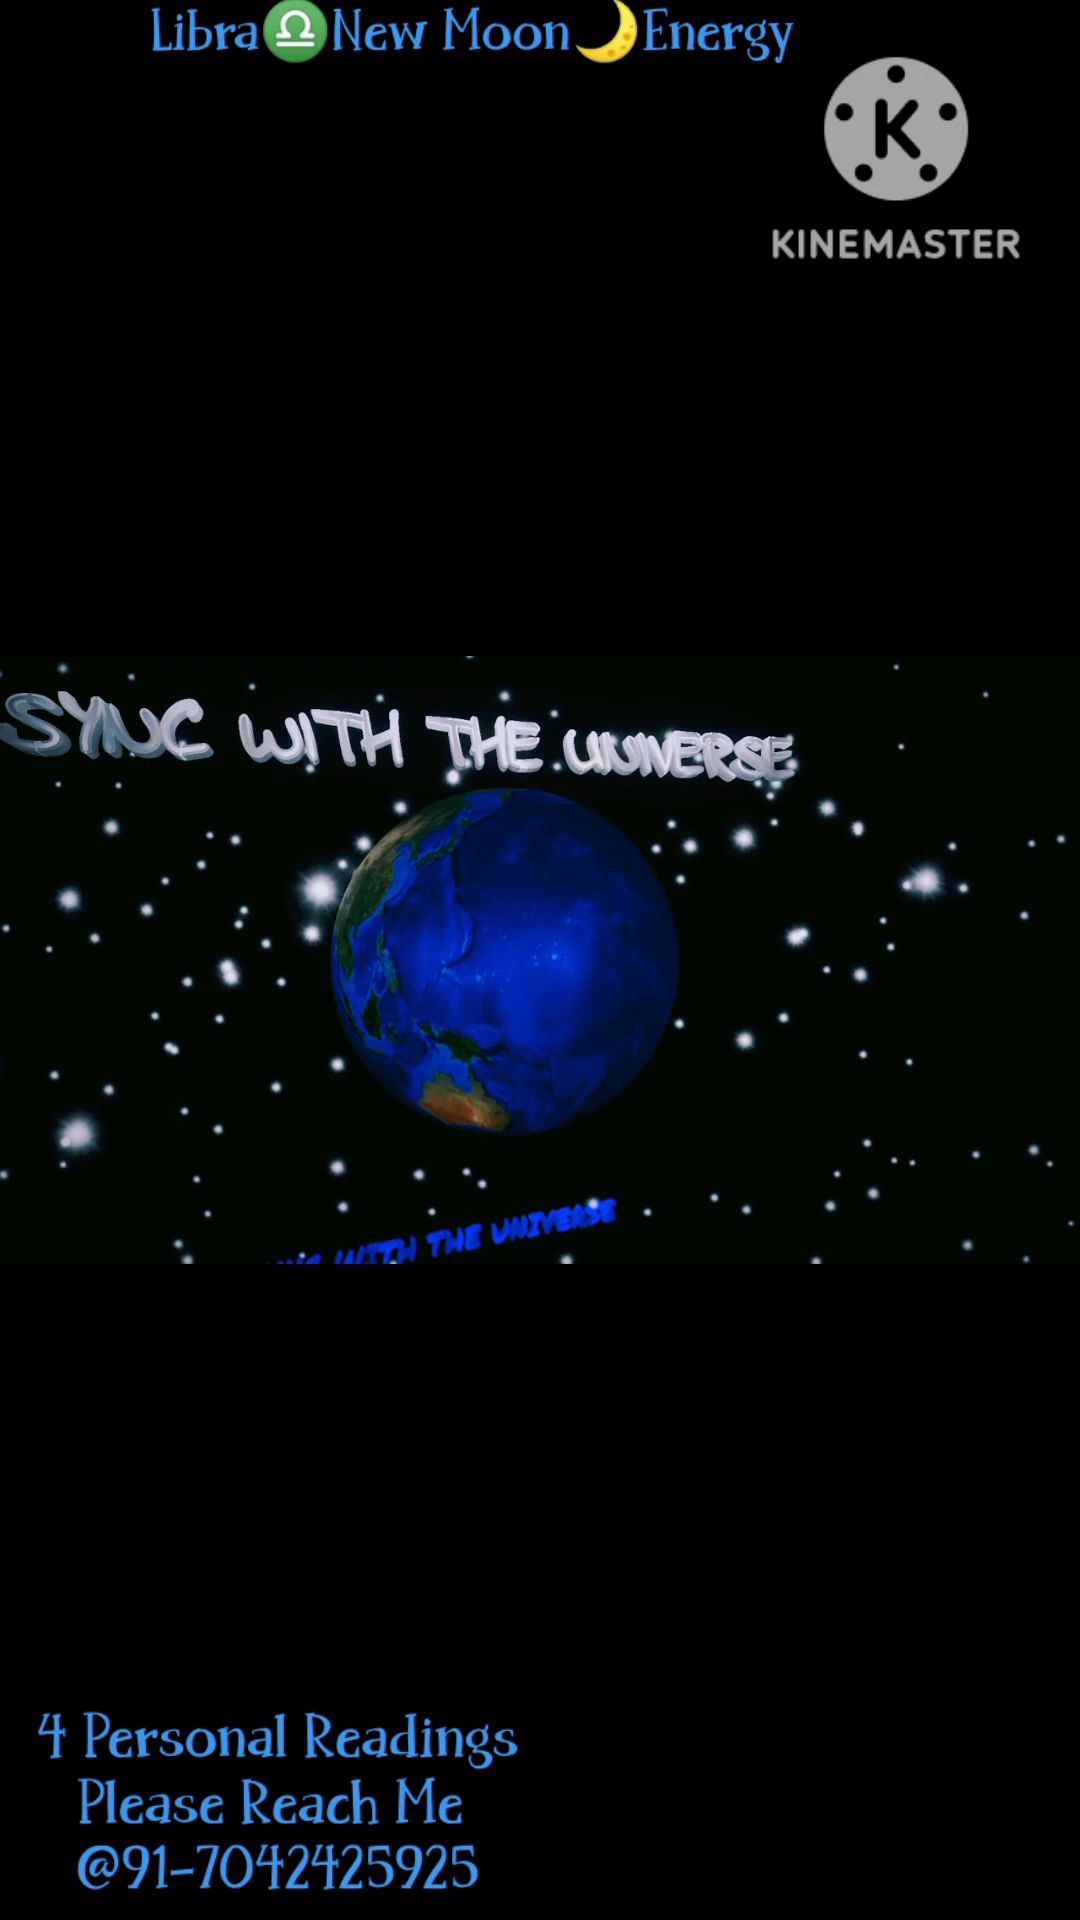 Libra♎New Moon🌙Energy
K
KINEMASTER
SYNC WITH THE UNIVERSE
WITH THE UNIVERSE
4 Personal Readings
Please Reach Me
@91-7042425925